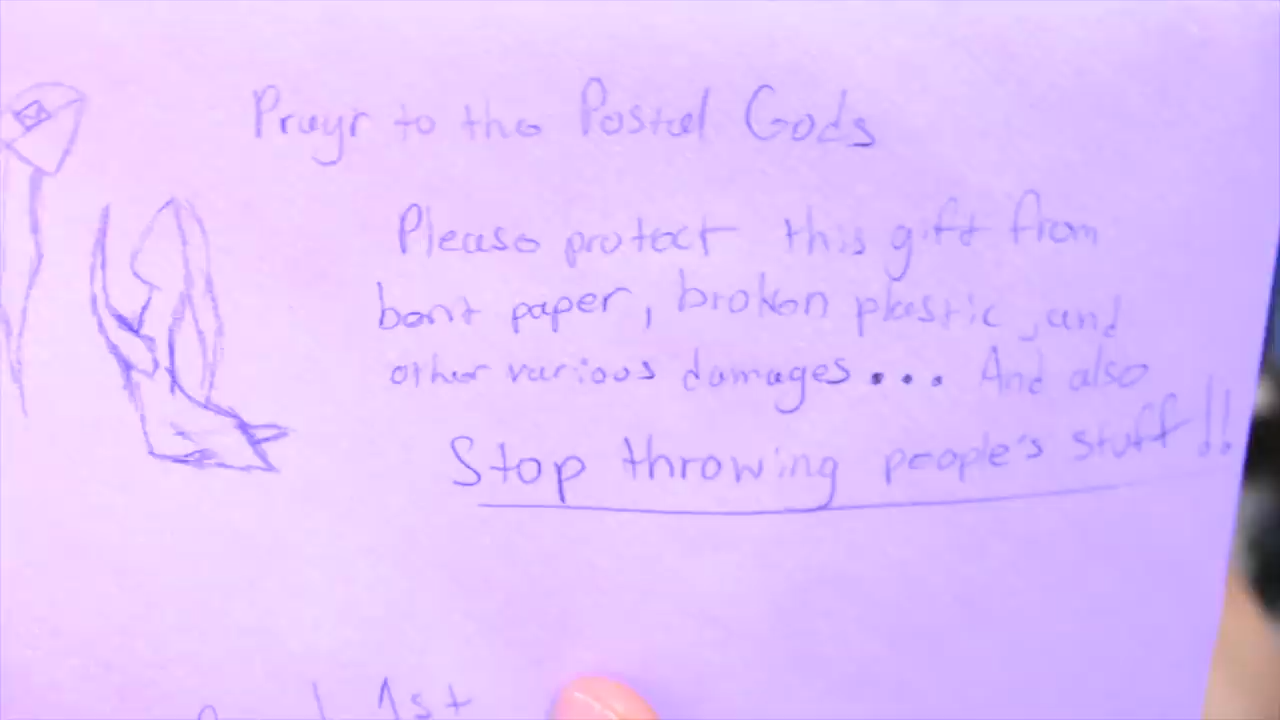 Prayr to the Postal Gods
Please protect this gift from
bent paper, broken plastic, and
other various damages... And also
Stop throwing people's stuff!!
1st